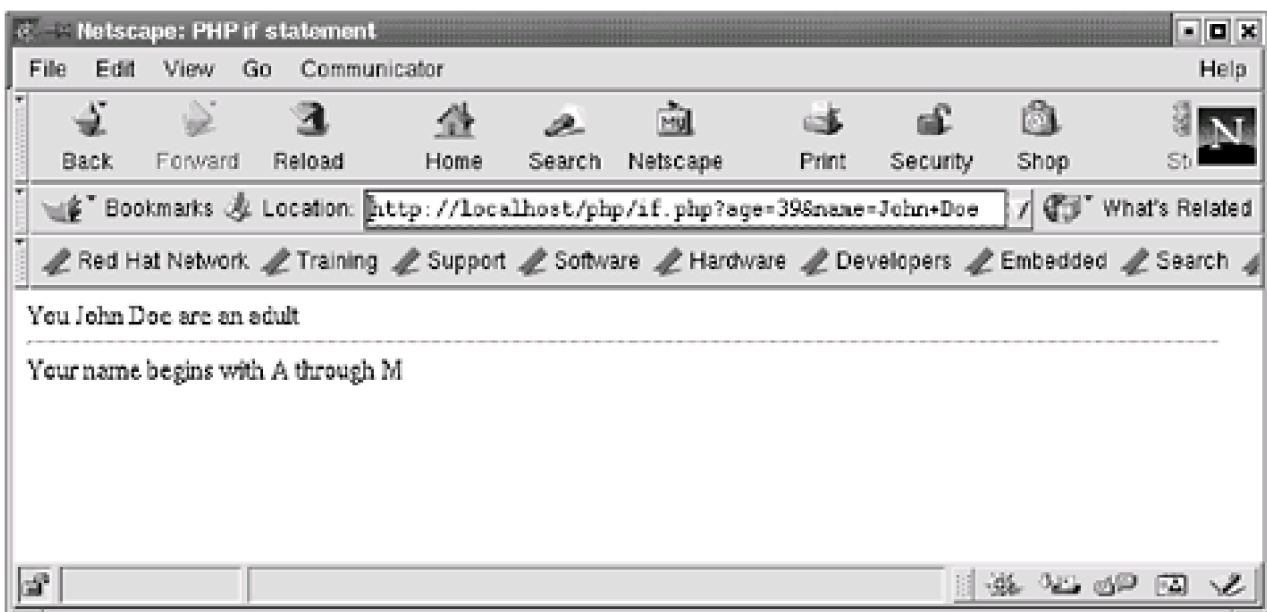 Netscape: PHP if statement
File Edit View Go Communicator Help
My N
Back Forward Reload Home Search Netscape Print Security Shop
Bookmarks Location: http://localhost/php/if.php?age=39&name=John+Doe What's Related
Red Hat Network Training Support Software Hardware Developers Embedded Search
You John Doe are an adult
Your name begins with A through M